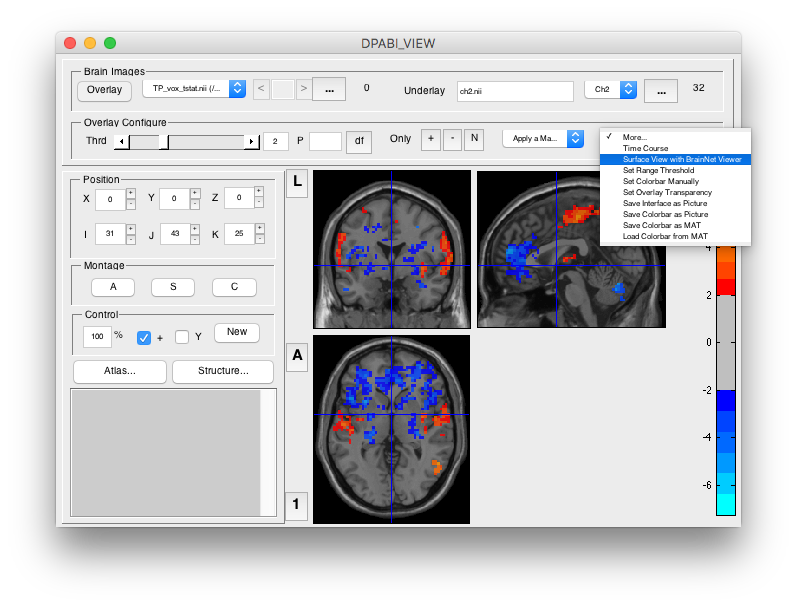 DPABI_VIEW
Brain Images
Overlay TP_vox_tstat.nii (/... < > ... 0 Underlay ch2.nii Ch2 ... 32
Overlay Configure
Thrd 2 P df Only + - N Apply a Ma...
✓ More...
Time Course
Surface View with BrainNet Viewer
Set Range Threshold
Set Colorbar Manually
Set Overlay Transparency
Save Interface as Picture
Save Colorbar as Picture
Save Colorbar as MAT
Load Colorbar from MAT
Position
X 0 + - Y 0 + - Z 0 + -
I 31 + - J 43 + - K 25 + -
Montage
A S C
Control
100 % + Y New
Atlas... Structure...
L
A
1
4
2
0
-2
-4
-6